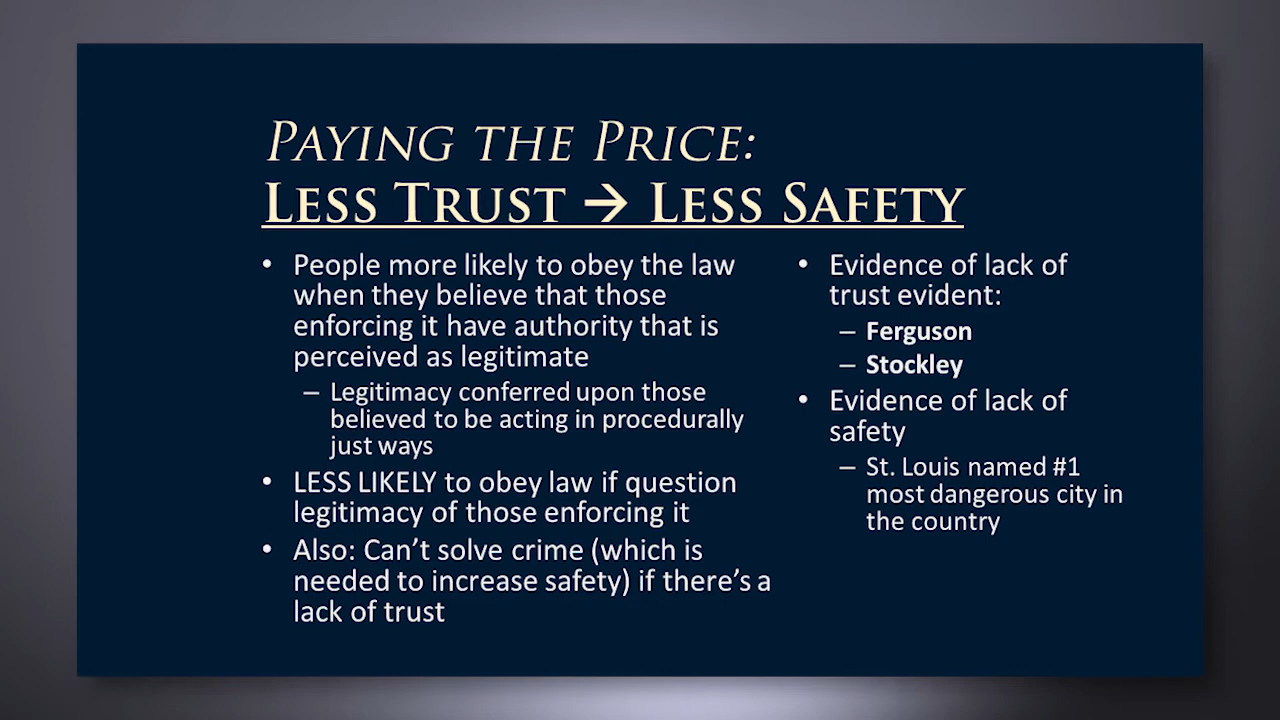 PAYING THE PRICE:
LESS TRUST → LESS SAFETY
• People more likely to obey the law
when they believe that those
enforcing it have authority that is
perceived as legitimate
– Legitimacy conferred upon those
believed to be acting in procedurally
just ways
• LESS LIKELY to obey law if question
legitimacy of those enforcing it
• Also: Can't solve crime (which is
needed to increase safety) if there's a
lack of trust
• Evidence of lack of
trust evident:
– Ferguson
– Stockley
• Evidence of lack of
safety
– St. Louis named #1
most dangerous city in
the country